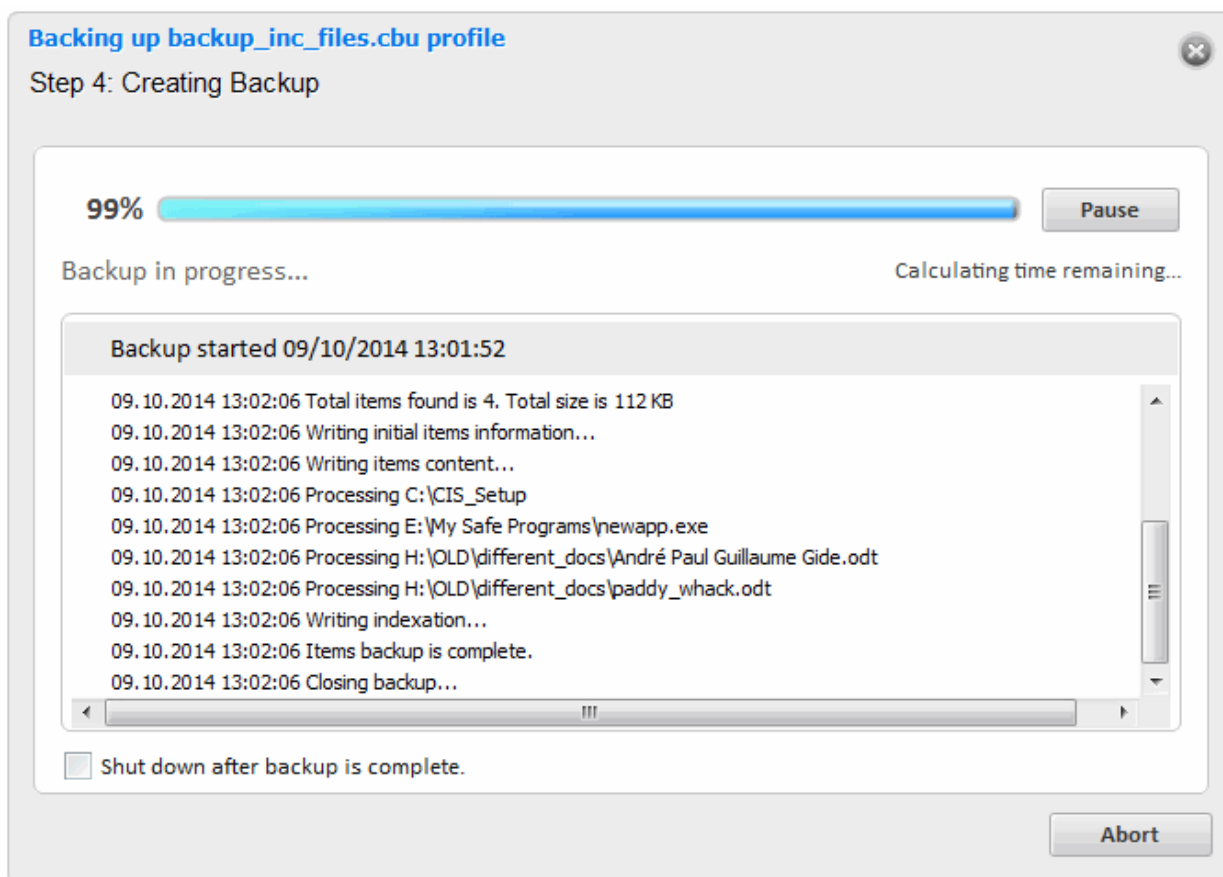 Backing up backup_inc_files.cbu profile
Step 4: Creating Backup
99%
Pause
Backup in progress...
Calculating time remaining...
Backup started 09/10/2014 13:01:52
09.10.2014 13:02:06 Total items found is 4. Total size is 112 KB
09.10.2014 13:02:06 Writing initial items information...
09.10.2014 13:02:06 Writing items content...
09.10.2014 13:02:06 Processing C:\CIS_Setup
09.10.2014 13:02:06 Processing E:\My Safe Programs\newapp.exe
09.10.2014 13:02:06 Processing H:\OLD\different_docs\André Paul Guillaume Gide.odt
09.10.2014 13:02:06 Processing H:\OLD\different_docs\paddy_whack.odt
09.10.2014 13:02:06 Writing indexation...
09.10.2014 13:02:06 Items backup is complete.
09.10.2014 13:02:06 Closing backup...
Shut down after backup is complete.
Abort